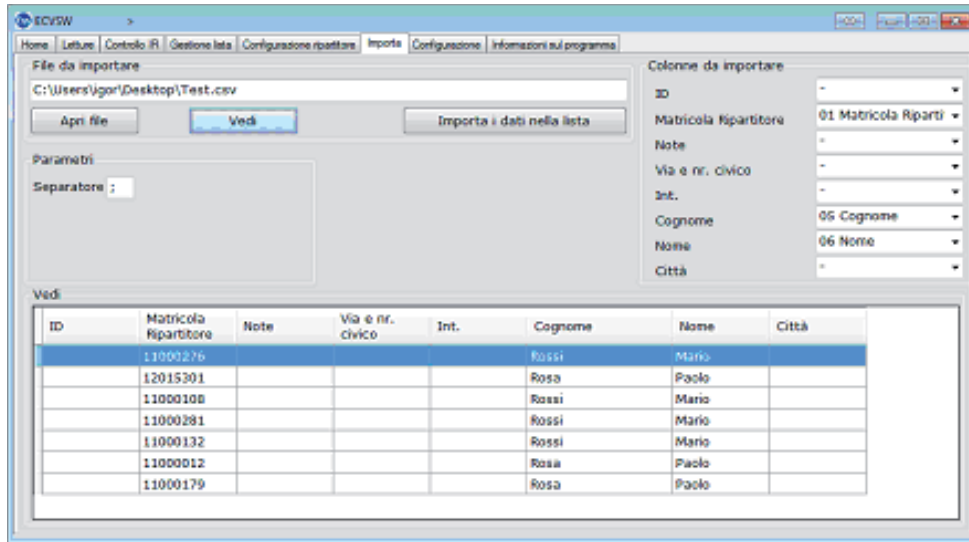 ECVSW >
Home Letture Controllo IR Gestione lista Configurazione ripartitore Importa Configurazione Informazioni sul programma
File da importare
C:\Users\igor\Desktop\Test.csv
Apri file Vedi Importa i dati nella lista
Parametri
Separatore ;
Colonne da importare
ID -
Matricola Ripartitore 01 Matricola Riparti
Note -
Via e nr. civico -
Int. -
Cognome 05 Cognome
Nome 06 Nome
Città -
Vedi
ID Matricola Ripartitore Note Via e nr. civico Int. Cognome Nome Città
11000276 Rossi Mario
12015301 Rosa Paolo
11000108 Rossi Mario
11000281 Rossi Mario
11000132 Rossi Mario
11000012 Rosa Paolo
11000179 Rosa Paolo